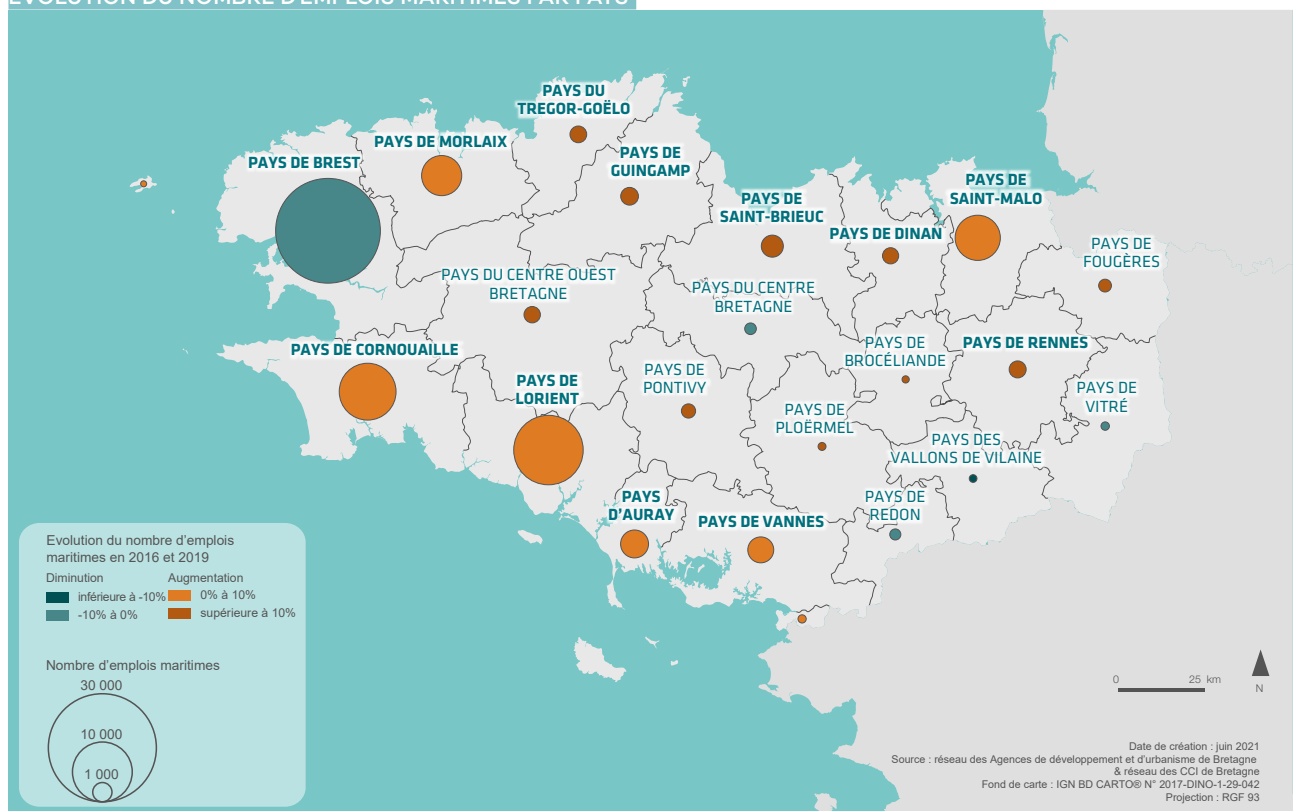 EVOLUTION DU NOMBRE D'EMPLOIS MARITIMES PAR PAYS
PAYS DU
TREGOR-GOËLO
PAYS DE MORLAIX
PAYS DE BREST
PAYS DE
GUINGAMP
PAYS DE
SAINT-BRIEUC
PAYS DE DINAN
PAYS DE
SAINT-MALO
PAYS DE
FOUGÈRES
PAYS DU CENTRE OUEST
BRETAGNE
PAYS DU CENTRE
BRETAGNE
PAYS DE CORNOUAILLE
PAYS DE
LORIENT
PAYS DE
PONTIVY
PAYS DE
BROCÉLIANDE
PAYS DE RENNES
PAYS DE
VITRÉ
PAYS DE
PLOËRMEL
PAYS DES
VALLONS DE VILAINE
PAYS DE
REDON
PAYS
D'AURAY
PAYS DE VANNES
Evolution du nombre d'emplois
maritimes en 2016 et 2019
Diminution
Augmentation
inférieure à -10%
0% à 10%
-10% à 0%
supérieure à 10%
Nombre d'emplois maritimes
30 000
10 000
1 000
0 25 km
N
Date de création : juin 2021
Source : réseau des Agences de développement et d'urbanisme de Bretagne
& réseau des CCI de Bretagne
Fond de carte : IGN BD CARTO® N° 2017-DINO-1-29-042
Projection : RGF 93